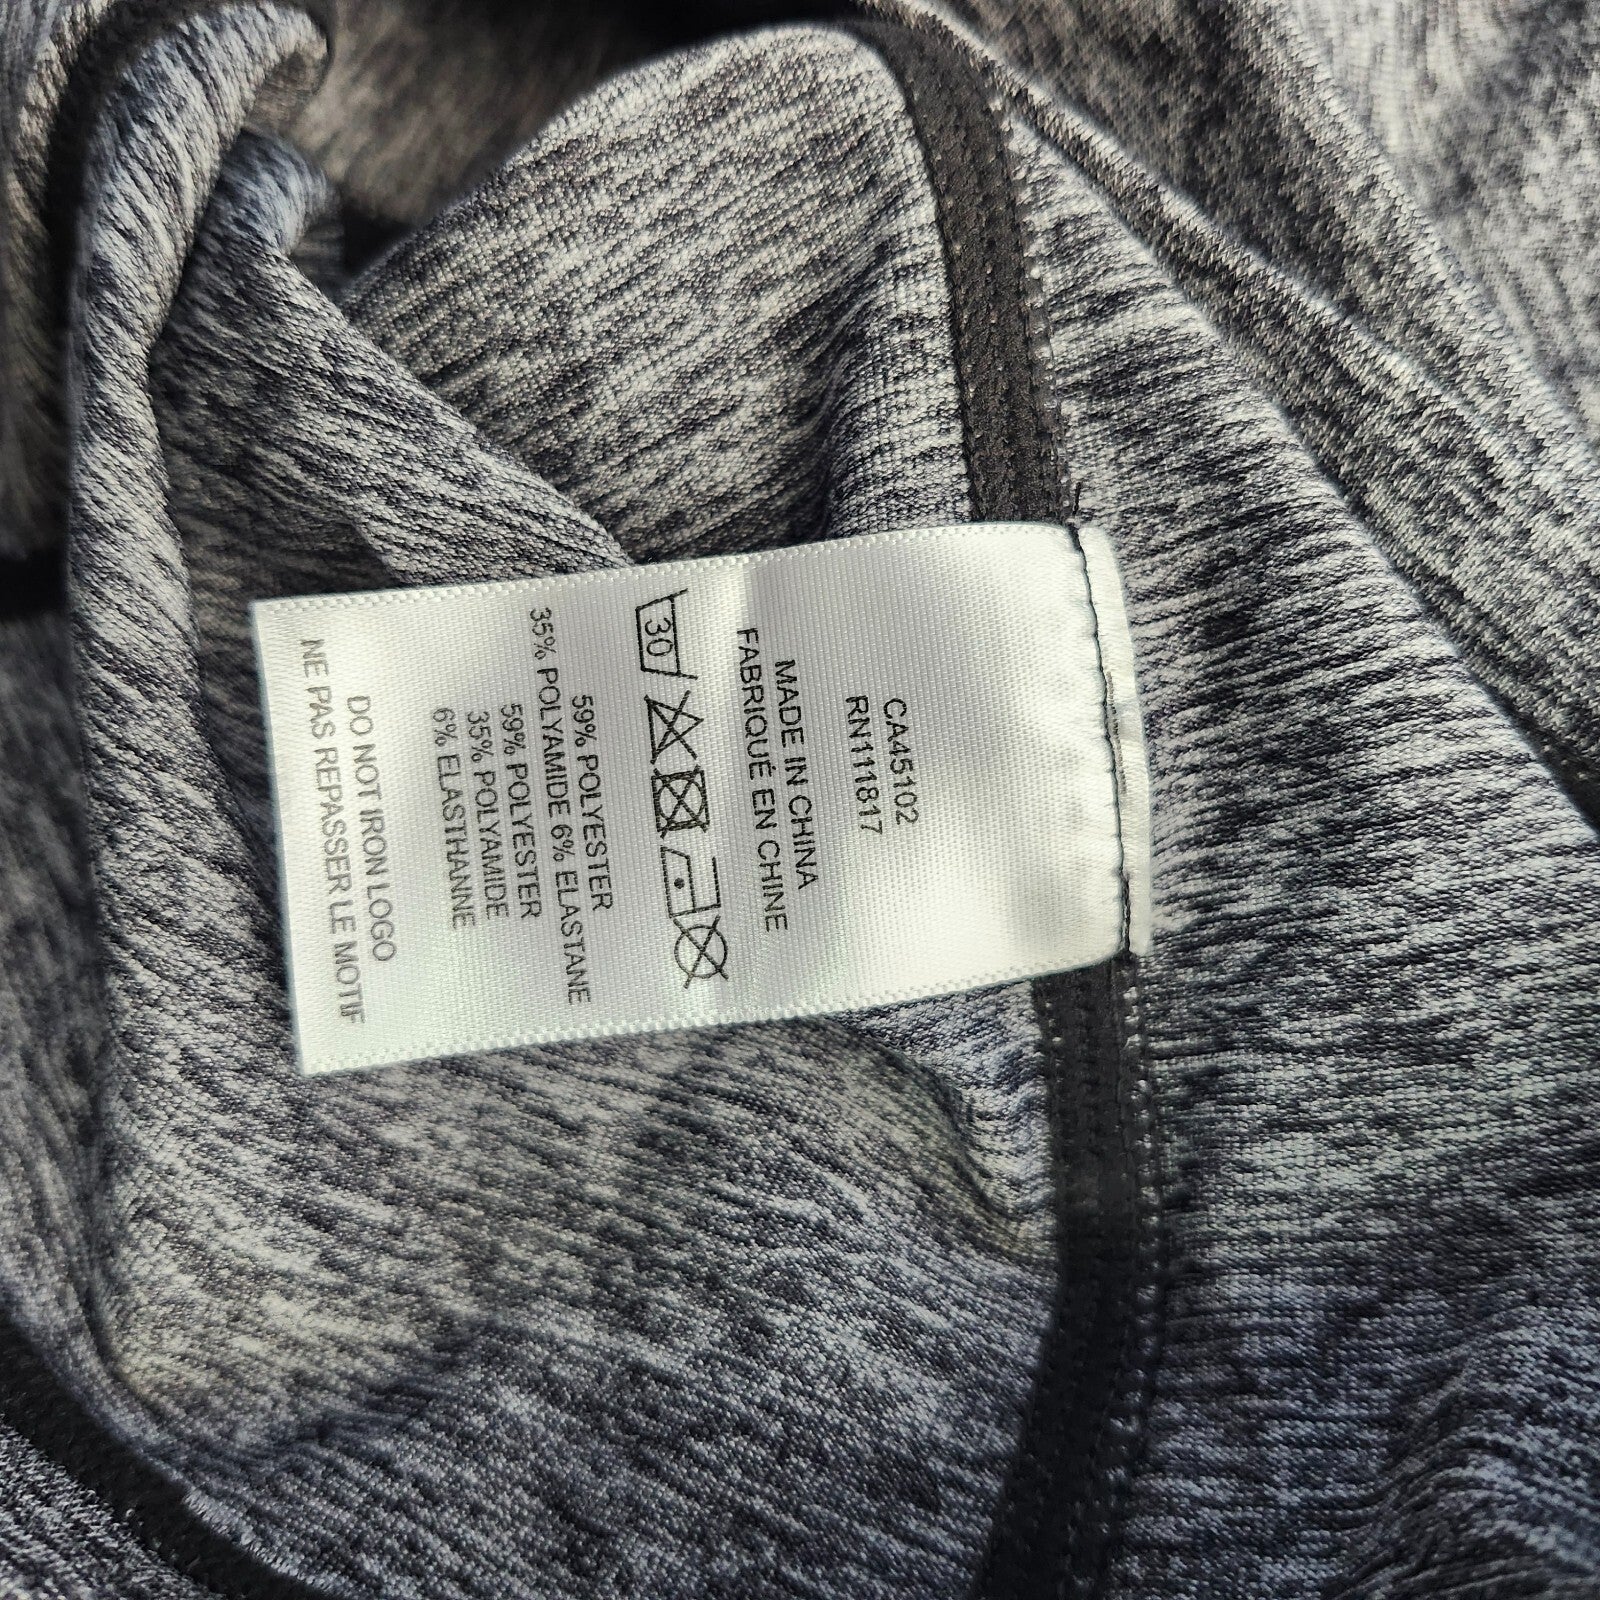 CA45102
RN111817
MADE IN CHINA
FABRIQUÉ EN CHINE
30
59% POLYESTER
35% POLYAMIDE 6% ELASTANE
59% POLYESTER
35% POLYAMIDE
6% ELASTHANNE
DO NOT IRON LOGO
NE PAS REPASSER LE MOTIF